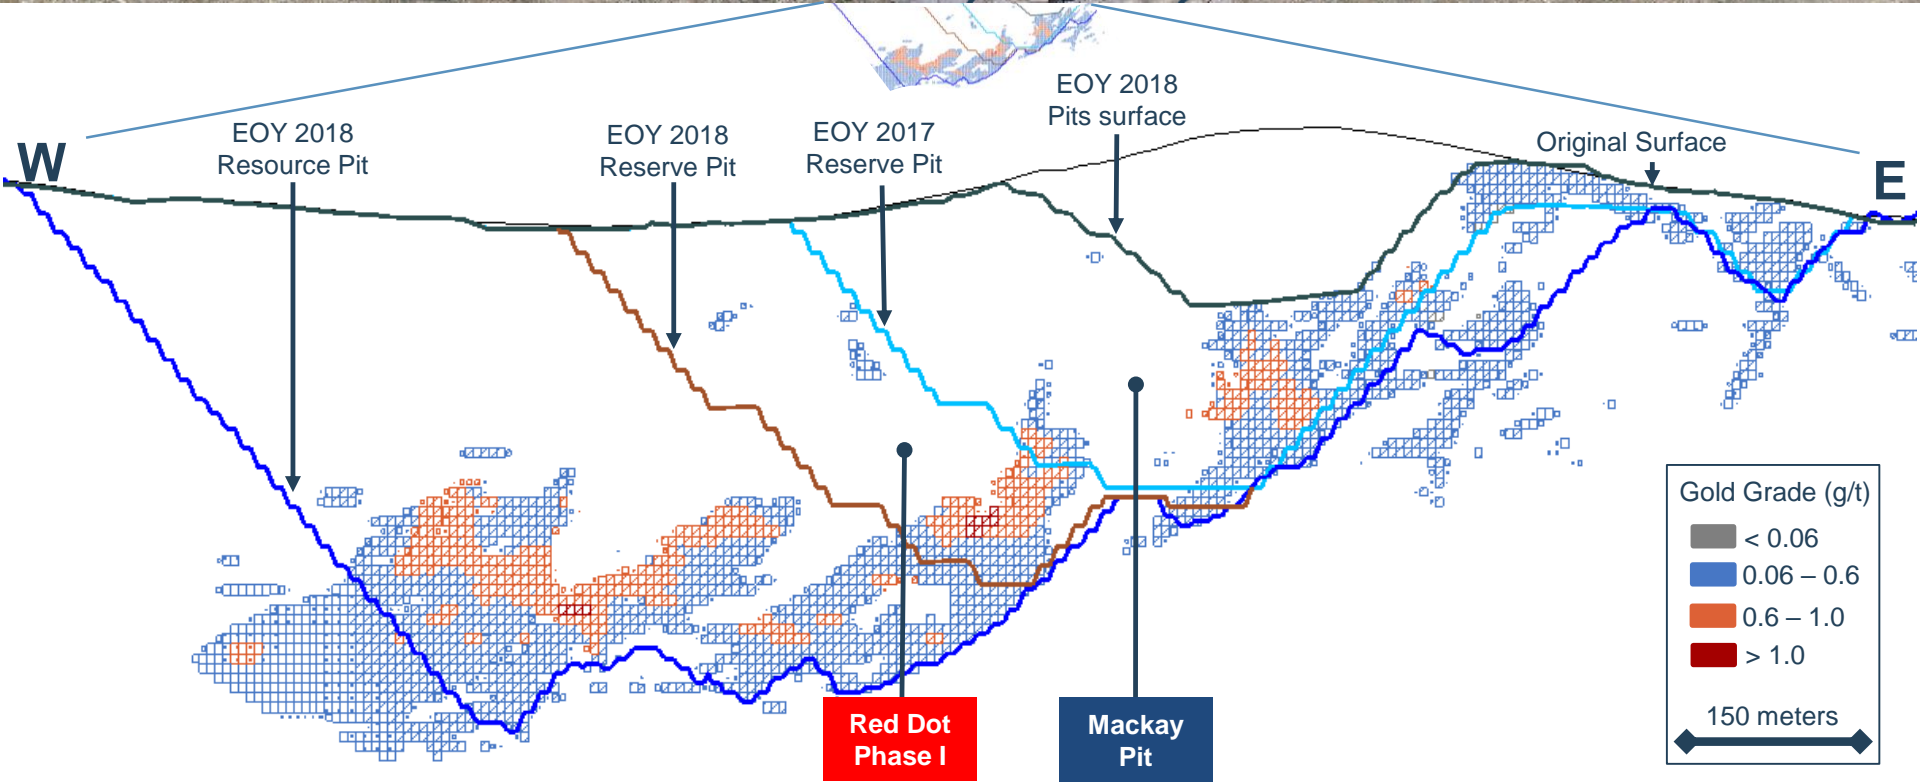 EOY 2018
Pits surface
EOY 2018
Resource Pit
EOY 2018
Reserve Pit
EOY 2017
Reserve Pit
Original Surface
W
E
Gold Grade (g/t)
< 0.06
0.06 – 0.6
0.6 – 1.0
> 1.0
150 meters
Red Dot
Phase I
Mackay
Pit